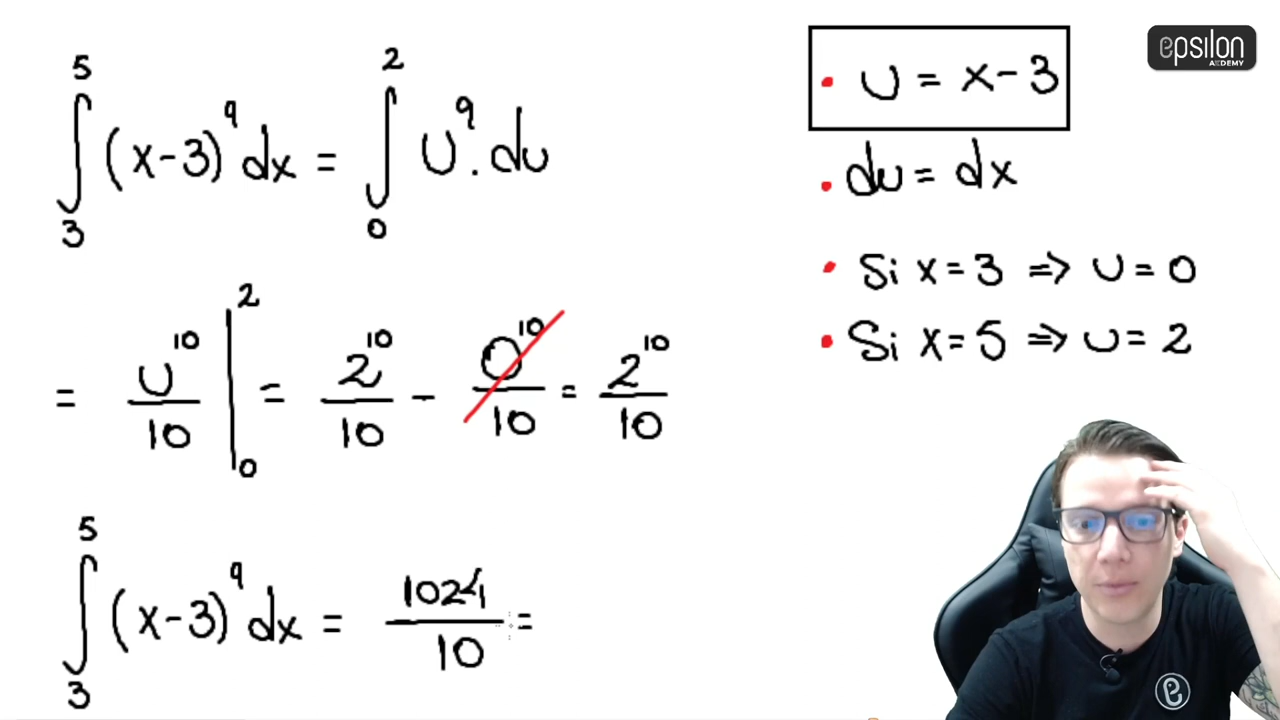 ∫₃⁵ (x-3)⁹ dx = ∫₀² U⁹ . du
= U¹⁰/10 |₀² = 2¹⁰/10 - 0¹⁰/10 = 2¹⁰/10
∫₃⁵ (x-3)⁹ dx = 1024/10 =
epsilon
ACADEMY
• U = x-3
• du = dx
• Si x=3 => U=0
• Si x=5 => U=2